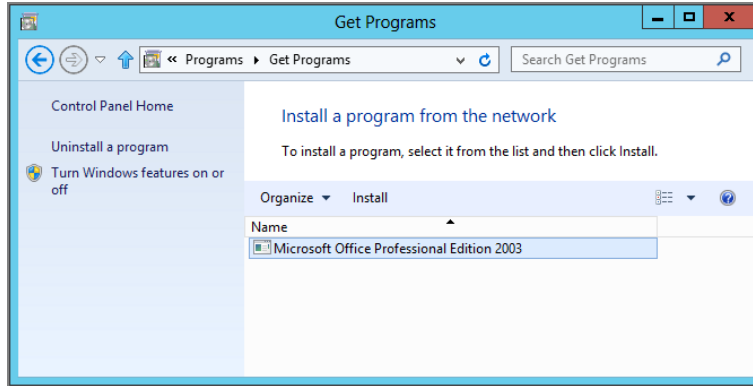 Get Programs
« Programs ▸ Get Programs
Search Get Programs
Control Panel Home
Uninstall a program
Turn Windows features on or
off
Install a program from the network
To install a program, select it from the list and then click Install.
Organize Install
Name
Microsoft Office Professional Edition 2003